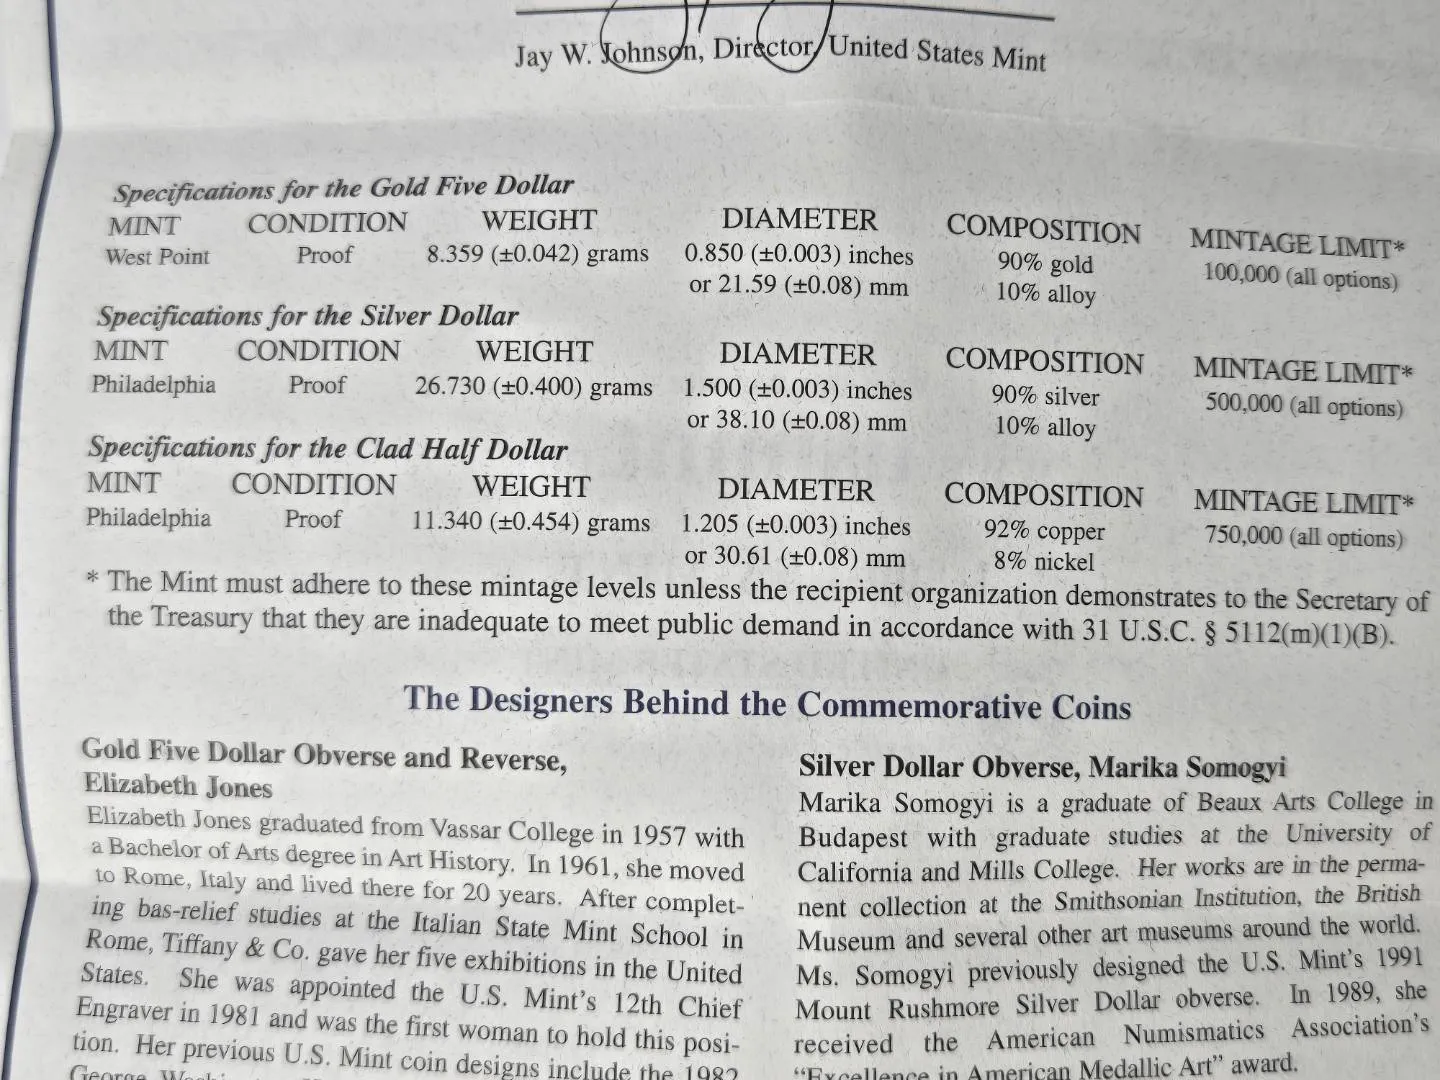 Jay W. Johnson, Director, United States Mint
Specifications for the Gold Five Dollar
MINT CONDITION WEIGHT DIAMETER COMPOSITION MINTAGE LIMIT*
West Point Proof 8.359 (±0.042) grams 0.850 (±0.003) inches 90% gold 100,000 (all options)
or 21.59 (±0.08) mm 10% alloy
Specifications for the Silver Dollar
MINT CONDITION WEIGHT DIAMETER COMPOSITION MINTAGE LIMIT*
Philadelphia Proof 26.730 (±0.400) grams 1.500 (±0.003) inches 90% silver 500,000 (all options)
or 38.10 (±0.08) mm 10% alloy
Specifications for the Clad Half Dollar
MINT CONDITION WEIGHT DIAMETER COMPOSITION MINTAGE LIMIT*
Philadelphia Proof 11.340 (±0.454) grams 1.205 (±0.003) inches 92% copper 750,000 (all options)
or 30.61 (±0.08) mm 8% nickel
* The Mint must adhere to these mintage levels unless the recipient organization demonstrates to the Secretary of
the Treasury that they are inadequate to meet public demand in accordance with 31 U.S.C. § 5112(m)(1)(B).
The Designers Behind the Commemorative Coins
Gold Five Dollar Obverse and Reverse,
Elizabeth Jones
Elizabeth Jones graduated from Vassar College in 1957 with
a Bachelor of Arts degree in Art History. In 1961, she moved
to Rome, Italy and lived there for 20 years. After complet-
ing bas-relief studies at the Italian State Mint School in
Rome, Tiffany & Co. gave her five exhibitions in the United
States. She was appointed the U.S. Mint's 12th Chief
Engraver in 1981 and was the first woman to hold this posi-
tion. Her previous U.S. Mint coin designs include the 1982
George
Silver Dollar Obverse, Marika Somogyi
Marika Somogyi is a graduate of Beaux Arts College in
Budapest with graduate studies at the University of
California and Mills College. Her works are in the perma-
nent collection at the Smithsonian Institution, the British
Museum and several other art museums around the world.
Ms. Somogyi previously designed the U.S. Mint's 1991
Mount Rushmore Silver Dollar obverse. In 1989, she
received the American Numismatics Association's
"Excellence in American Medallic Art" award.